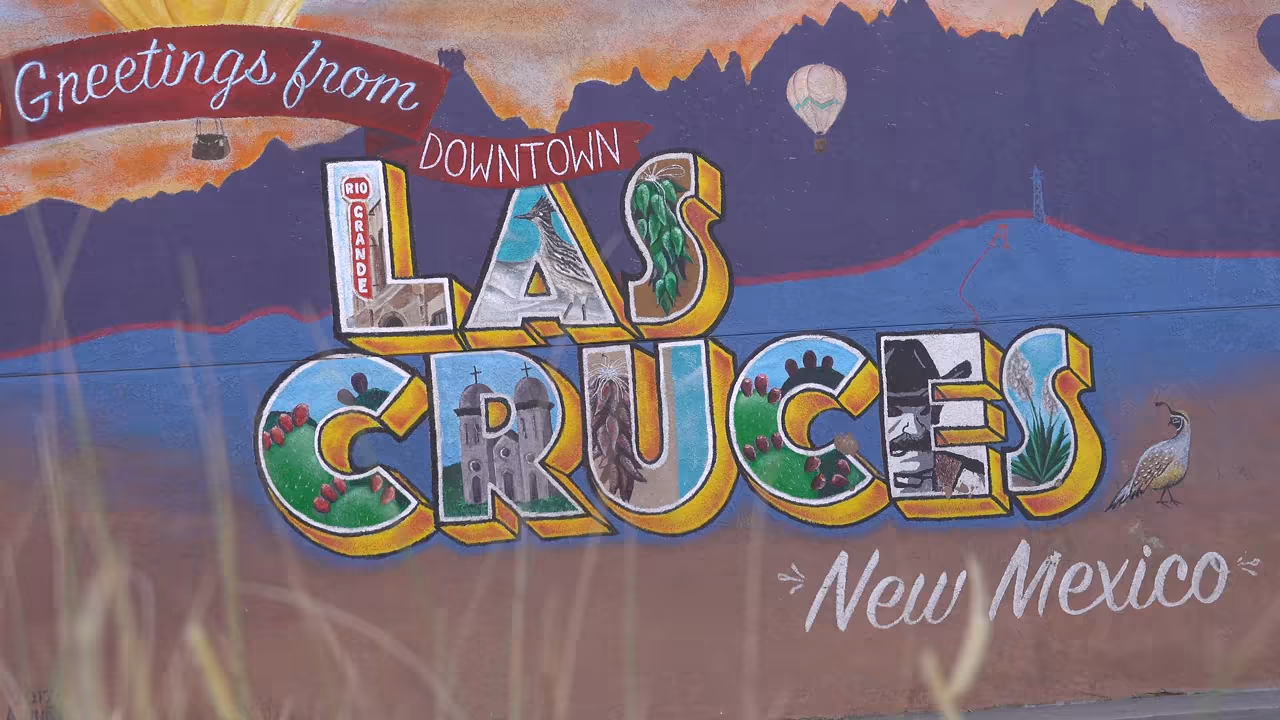 Greetings from
DOWNTOWN
LAS
RIO
GRANDE
CRUCES
New Mexico